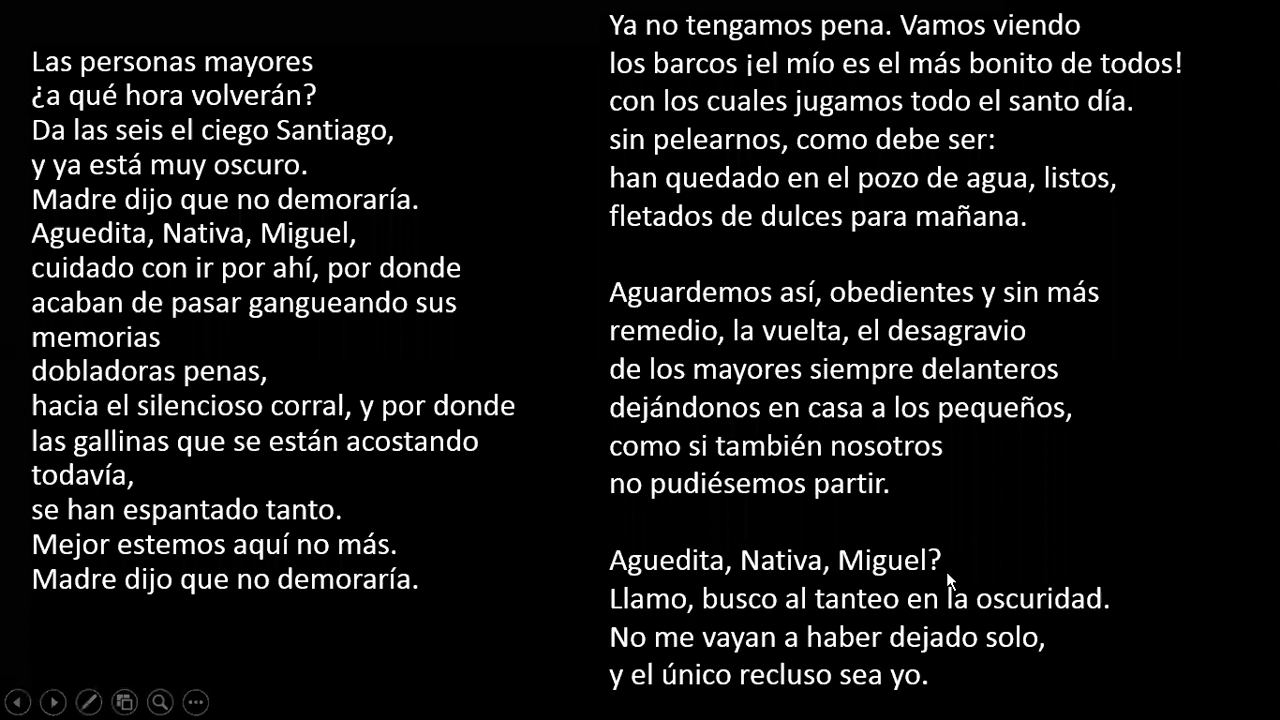 Las personas mayores
¿a qué hora volverán?
Da las seis el ciego Santiago,
y ya está muy oscuro.
Madre dijo que no demoraría.
Aguedita, Nativa, Miguel,
cuidado con ir por ahí, por donde
acaban de pasar gangueando sus
memorias
dobladoras penas,
hacia el silencioso corral, y por donde
las gallinas que se están acostando
todavía,
se han espantado tanto.
Mejor estemos aquí no más.
Madre dijo que no demoraría.
Ya no tengamos pena. Vamos viendo
los barcos ¡el mío es el más bonito de todos!
con los cuales jugamos todo el santo día.
sin pelearnos, como debe ser:
han quedado en el pozo de agua, listos,
fletados de dulces para mañana.
Aguardemos así, obedientes y sin más
remedio, la vuelta, el desagravio
de los mayores siempre delanteros
dejándonos en casa a los pequeños,
como si también nosotros
no pudiésemos partir.
Aguedita, Nativa, Miguel?
Llamo, busco al tanteo en la oscuridad.
No me vayan a haber dejado solo,
y el único recluso sea yo.